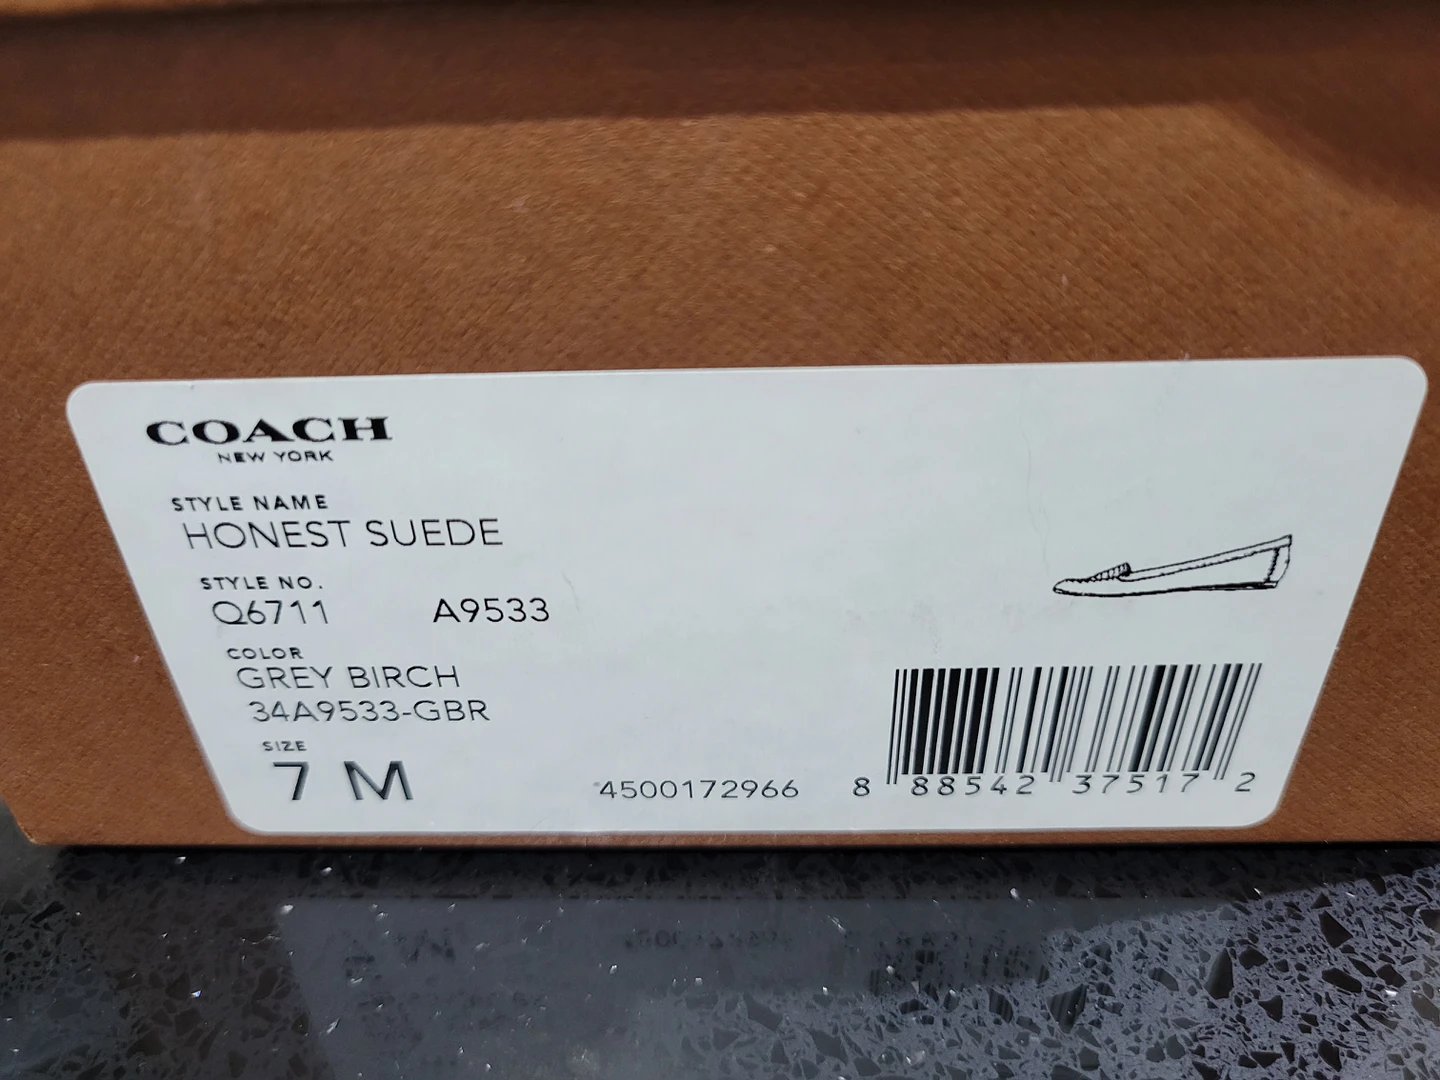 COACH
NEW YORK
STYLE NAME
HONEST SUEDE
STYLE NO.
Q6711 A9533
COLOR
GREY BIRCH
34A9533-GBR
SIZE
7 M
4500172966 8 88542 37517 2